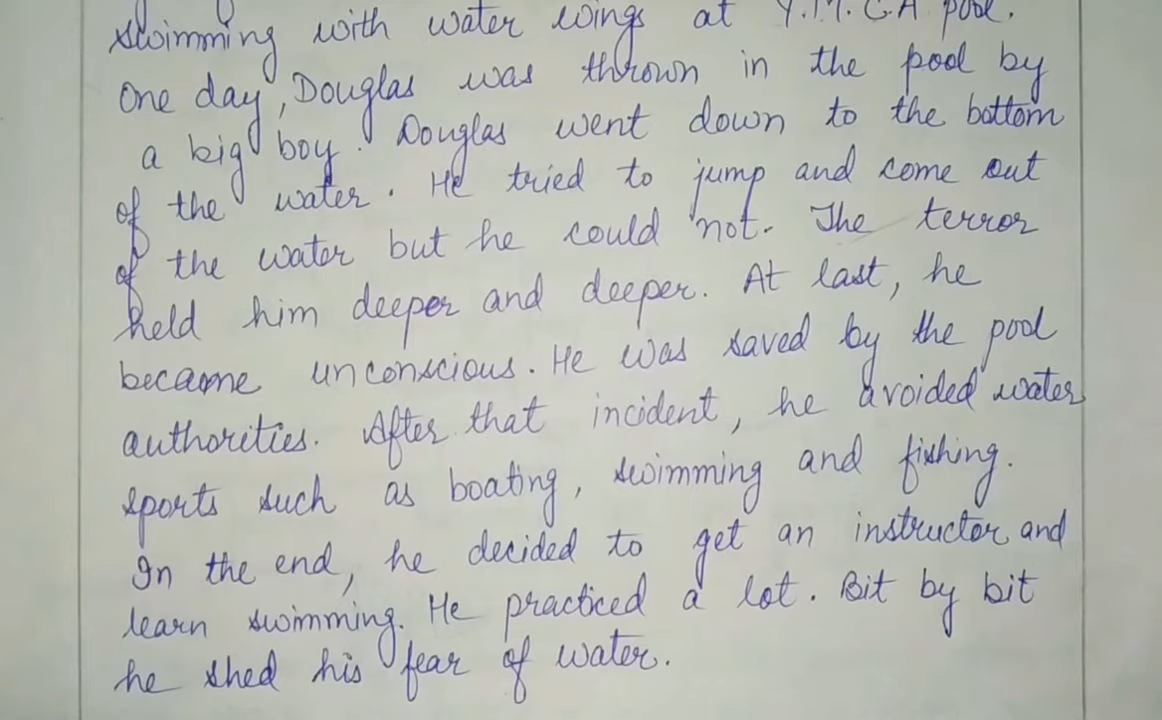 swimming with water wings at Y.M.C.A pool.
One day, Douglas was thrown in the pool by
a big boy. Douglas went down to the bottom
of the water. He tried to jump and come out
of the water but he could not. The terror
held him deeper and deeper. At last, he
became unconscious. He was saved by the pool
authorities. After that incident, he avoided water
sports such as boating, swimming and fishing.
In the end, he decided to get an instructor and
learn swimming. He practiced a lot. Bit by bit
he shed his fear of water.